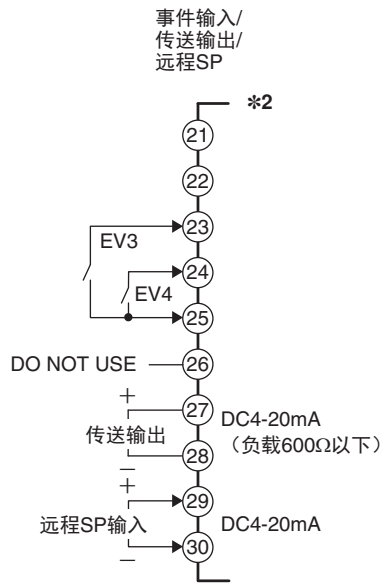 事件输入/
传送输出/
远程SP
*2
21
22
23
EV3
24
EV4
25
DO NOT USE
26
+
27
DC4-20mA
传送输出
(负载600Ω以下)
28
−
+
29
远程SP输入
DC4-20mA
30
−